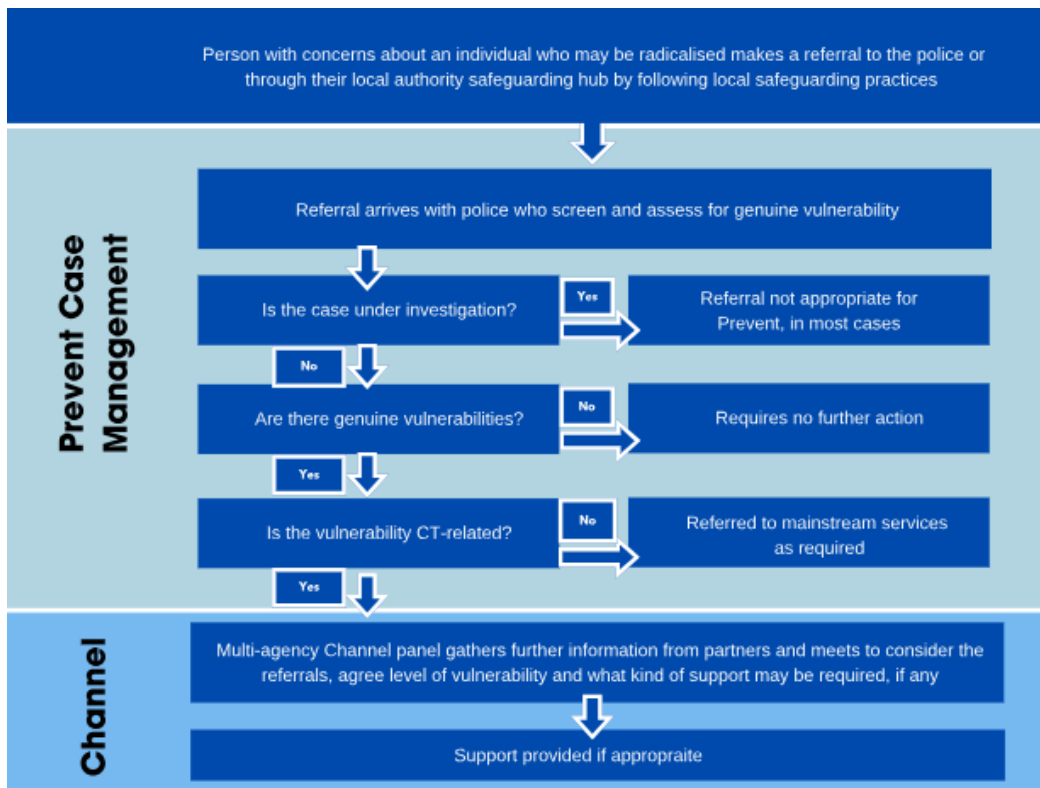 Person with concerns about an individual who may be radicalised makes a referral to the police or
through their local authority safeguarding hub by following local safeguarding practices
Prevent Case
Management
Referral arrives with police who screen and assess for genuine vulnerability
Is the case under investigation?
Yes
Referral not appropriate for
Prevent, in most cases
No
Are there genuine vulnerabilities?
No
Requires no further action
Yes
Is the vulnerability CT-related?
No
Referred to mainstream services
as required
Yes
Channel
Multi-agency Channel panel gathers further information from partners and meets to consider the
referrals, agree level of vulnerability and what kind of support may be required, if any
Support provided if appropraite